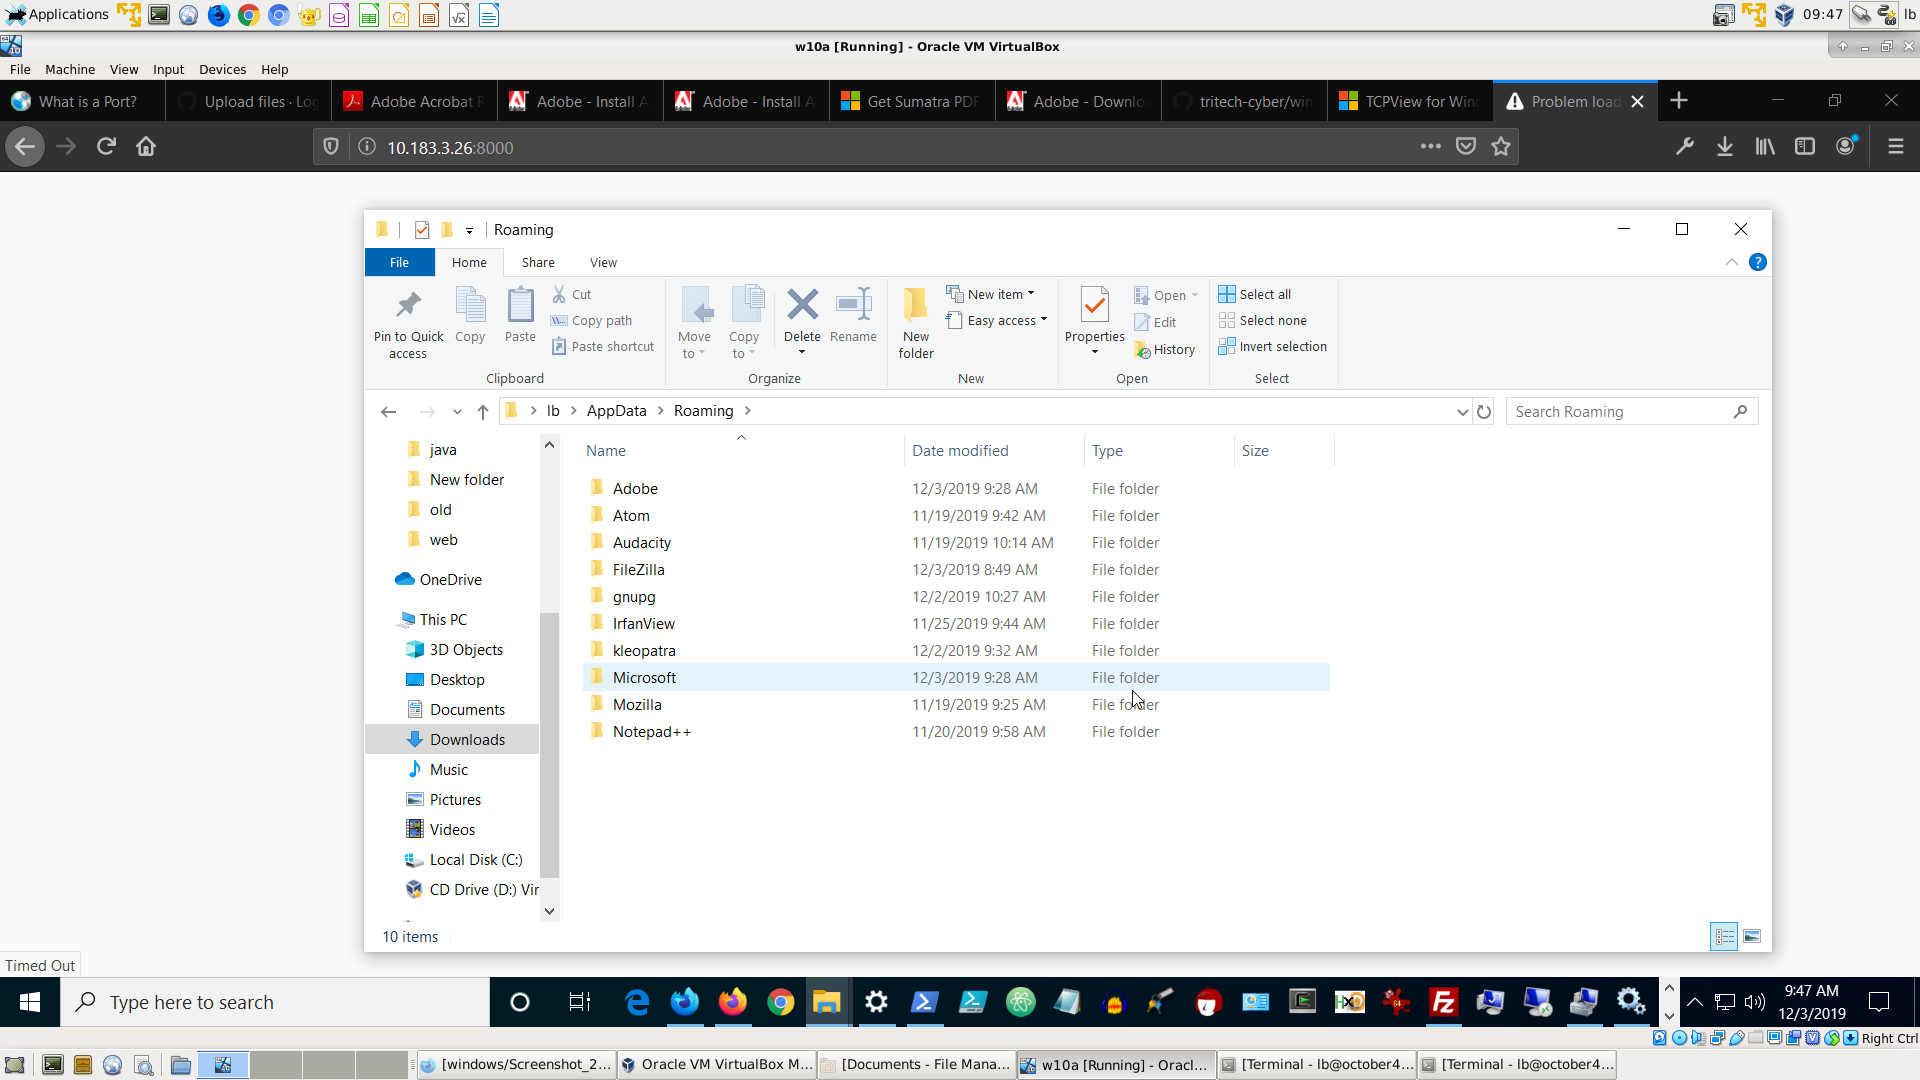 Applications
09:47
lb
w10a [Running] - Oracle VM VirtualBox
File Machine View Input Devices Help
What is a Port?
Upload files · Log
Adobe Acrobat R
Adobe - Install A
Adobe - Install A
Get Sumatra PDF
Adobe - Downlo
tritech-cyber/win
TCPView for Win
Problem load
10.183.3.26:8000
Roaming
File Home Share View
Pin to Quick access
Copy
Paste
Cut
Copy path
Paste shortcut
Clipboard
Move to
Copy to
Delete
Rename
Organize
New folder
New item
Easy access
New
Properties
Open
Edit
History
Open
Select all
Select none
Invert selection
Select
lb > AppData > Roaming >
Search Roaming
java
New folder
old
web
OneDrive
This PC
3D Objects
Desktop
Documents
Downloads
Music
Pictures
Videos
Local Disk (C:)
CD Drive (D:) Vir
Name Date modified Type Size
Adobe 12/3/2019 9:28 AM File folder
Atom 11/19/2019 9:42 AM File folder
Audacity 11/19/2019 10:14 AM File folder
FileZilla 12/3/2019 8:49 AM File folder
gnupg 12/2/2019 10:27 AM File folder
IrfanView 11/25/2019 9:44 AM File folder
kleopatra 12/2/2019 9:32 AM File folder
Microsoft 12/3/2019 9:28 AM File folder
Mozilla 11/19/2019 9:25 AM File folder
Notepad++ 11/20/2019 9:58 AM File folder
10 items
Timed Out
Type here to search
9:47 AM
12/3/2019
Right Ctrl
[windows/Screenshot_2...
Oracle VM VirtualBox M...
[Documents - File Mana...
w10a [Running] - Oracl...
[Terminal - lb@october4...
[Terminal - lb@october4...